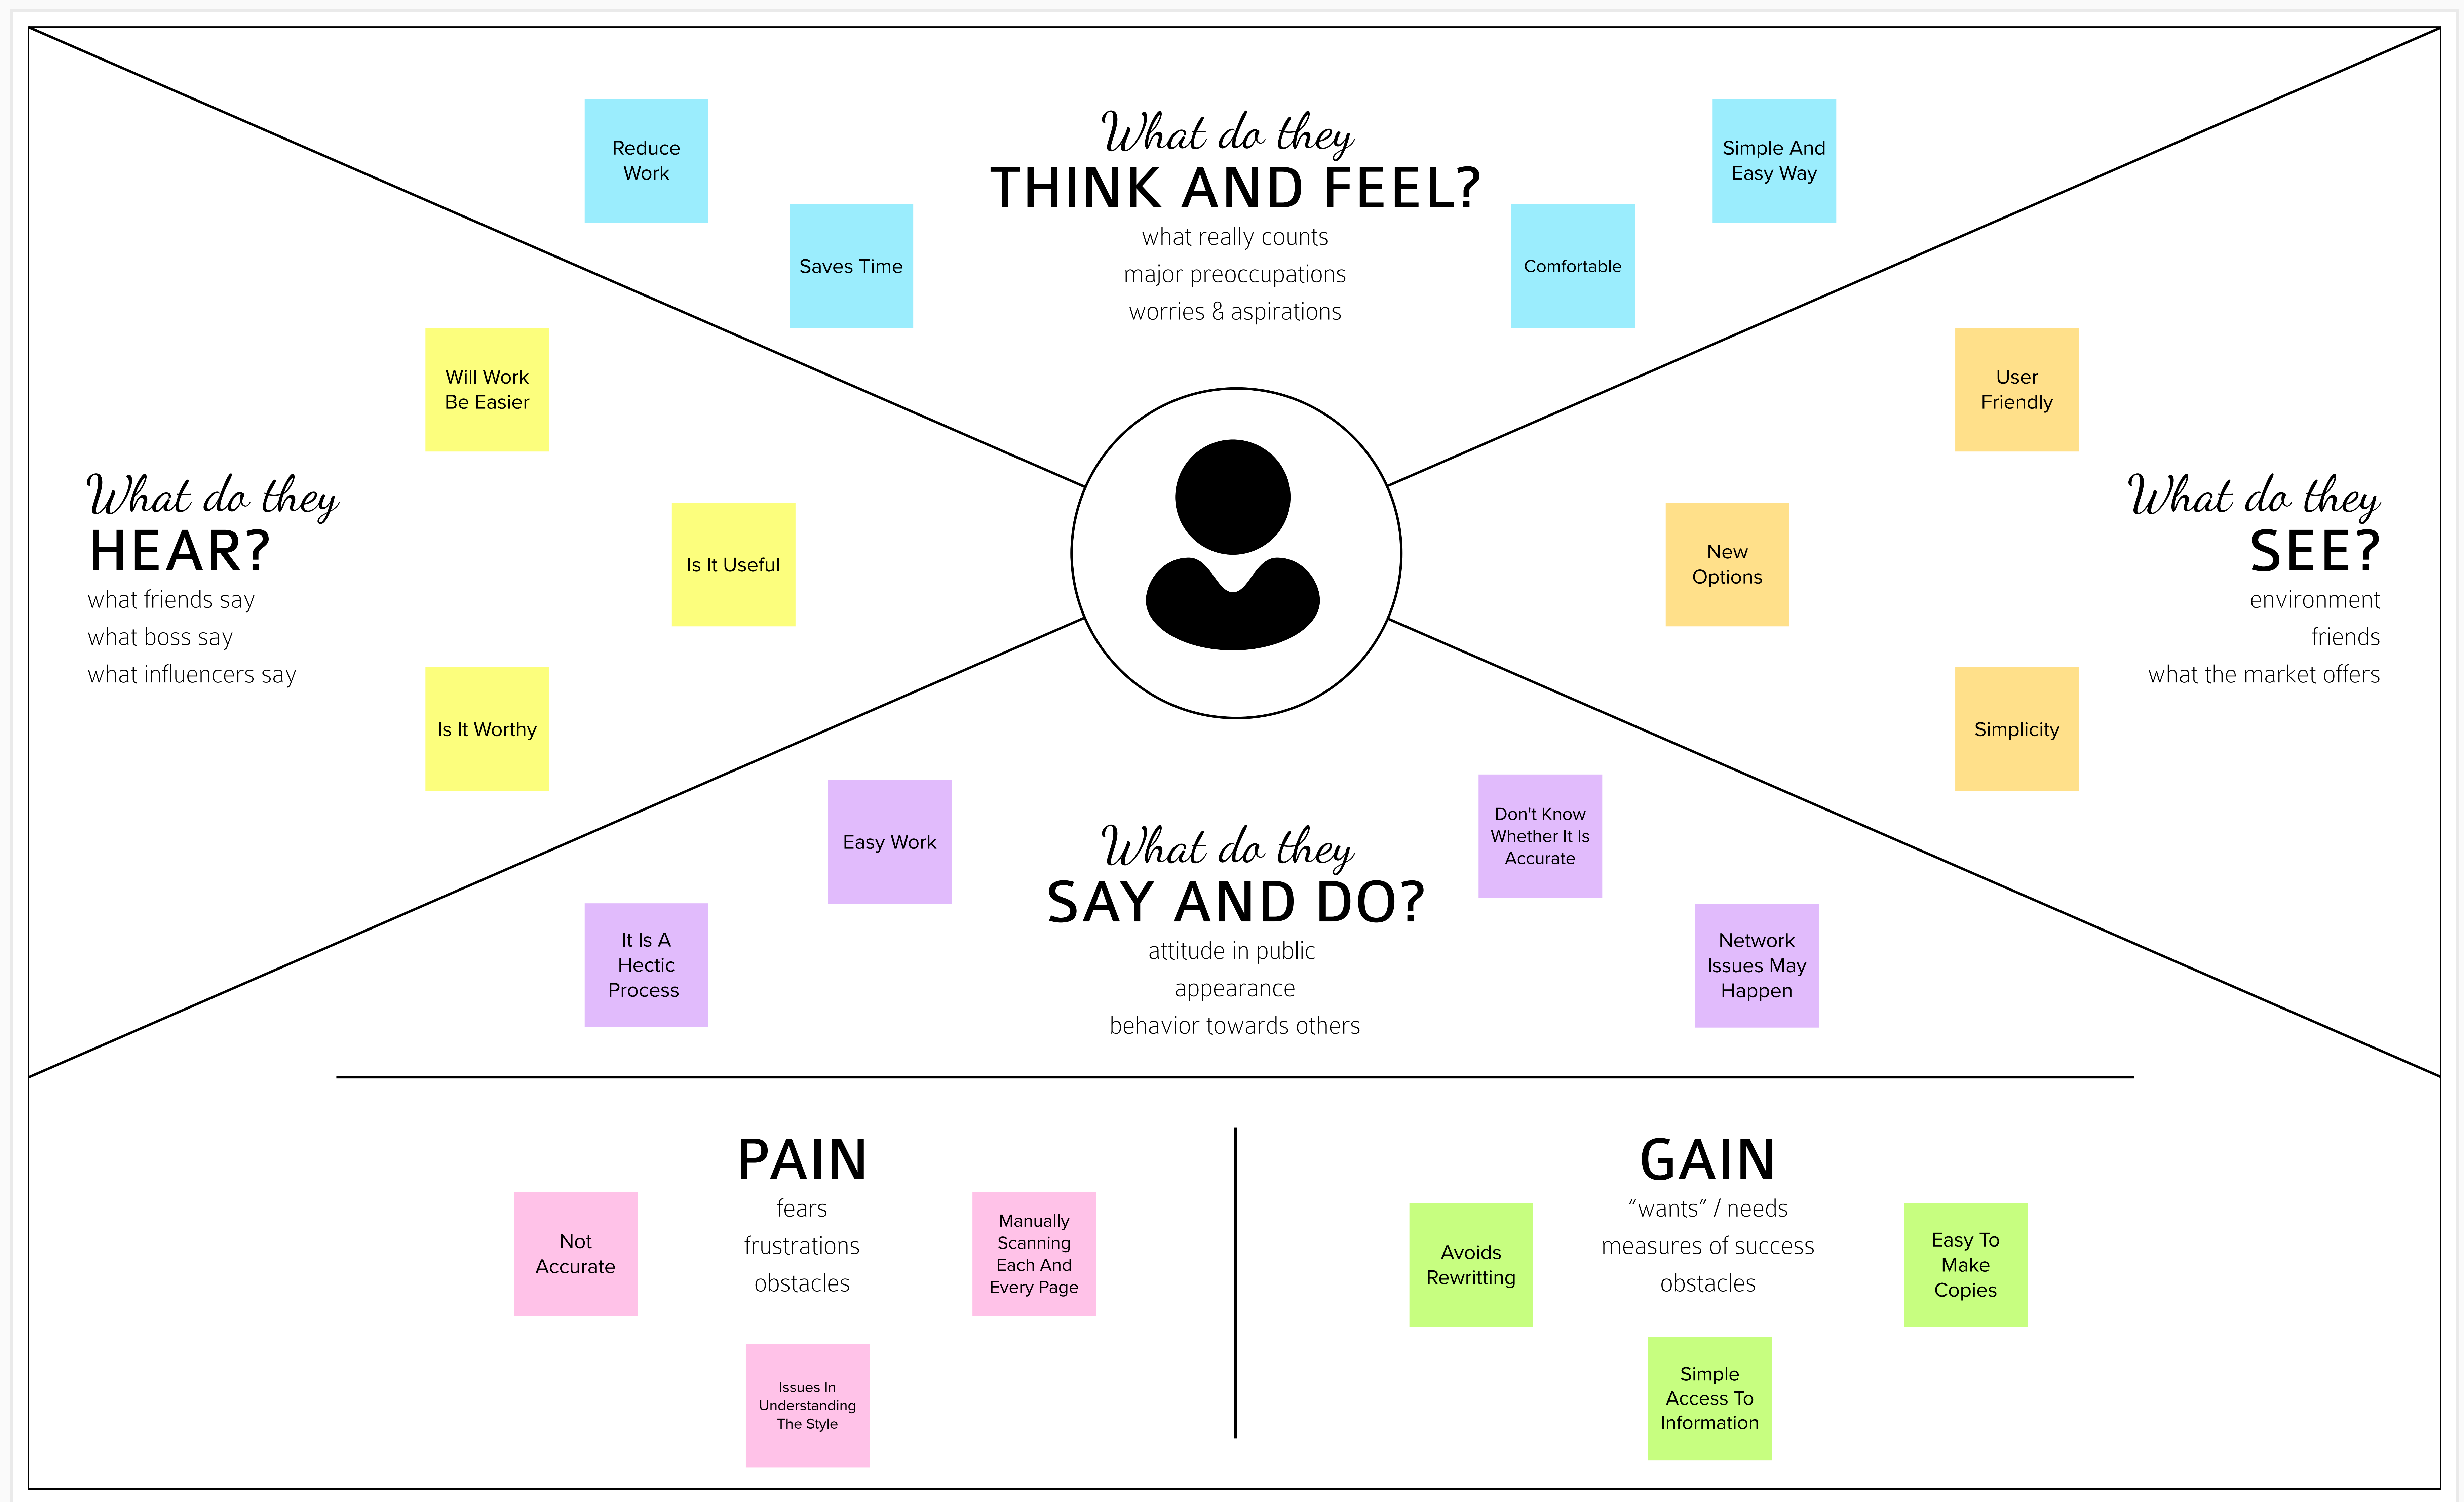 What do they
THINK AND FEEL?
what really counts
major preoccupations
worries & aspirations
Reduce
Work
Saves Time
Comfortable
Simple And
Easy Way
What do they
HEAR?
what friends say
what boss say
what influencers say
Will Work
Be Easier
Is It Useful
Is It Worthy
What do they
SEE?
environment
friends
what the market offers
User
Friendly
New
Options
Simplicity
What do they
SAY AND DO?
attitude in public
appearance
behavior towards others
Easy Work
It Is A
Hectic
Process
Don't Know
Whether It Is
Accurate
Network
Issues May
Happen
PAIN
fears
frustrations
obstacles
Not
Accurate
Manually
Scanning
Each And
Every Page
Issues In
Understanding
The Style
GAIN
“wants” / needs
measures of success
obstacles
Avoids
Rewritting
Easy To
Make
Copies
Simple
Access To
Information